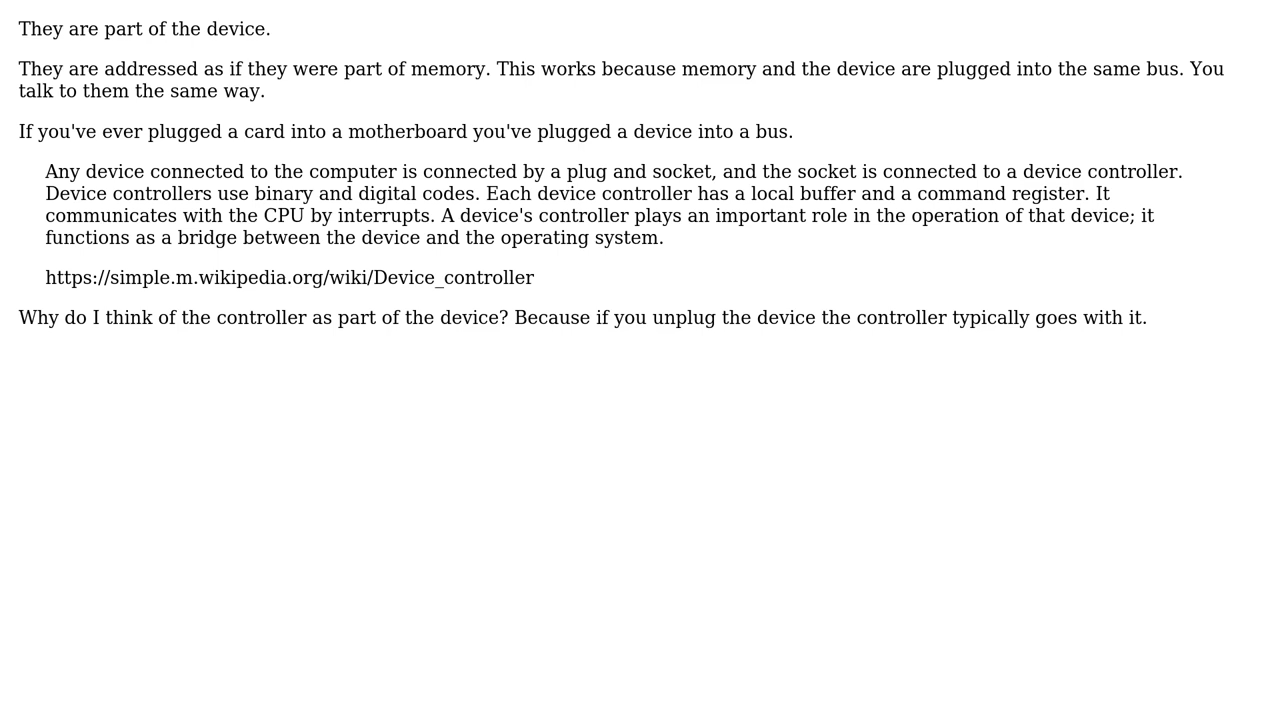 They are part of the device.
They are addressed as if they were part of memory. This works because memory and the device are plugged into the same bus. You
talk to them the same way.
If you've ever plugged a card into a motherboard you've plugged a device into a bus.
Any device connected to the computer is connected by a plug and socket, and the socket is connected to a device controller.
Device controllers use binary and digital codes. Each device controller has a local buffer and a command register. It
communicates with the CPU by interrupts. A device's controller plays an important role in the operation of that device; it
functions as a bridge between the device and the operating system.
https://simple.m.wikipedia.org/wiki/Device_controller
Why do I think of the controller as part of the device? Because if you unplug the device the controller typically goes with it.